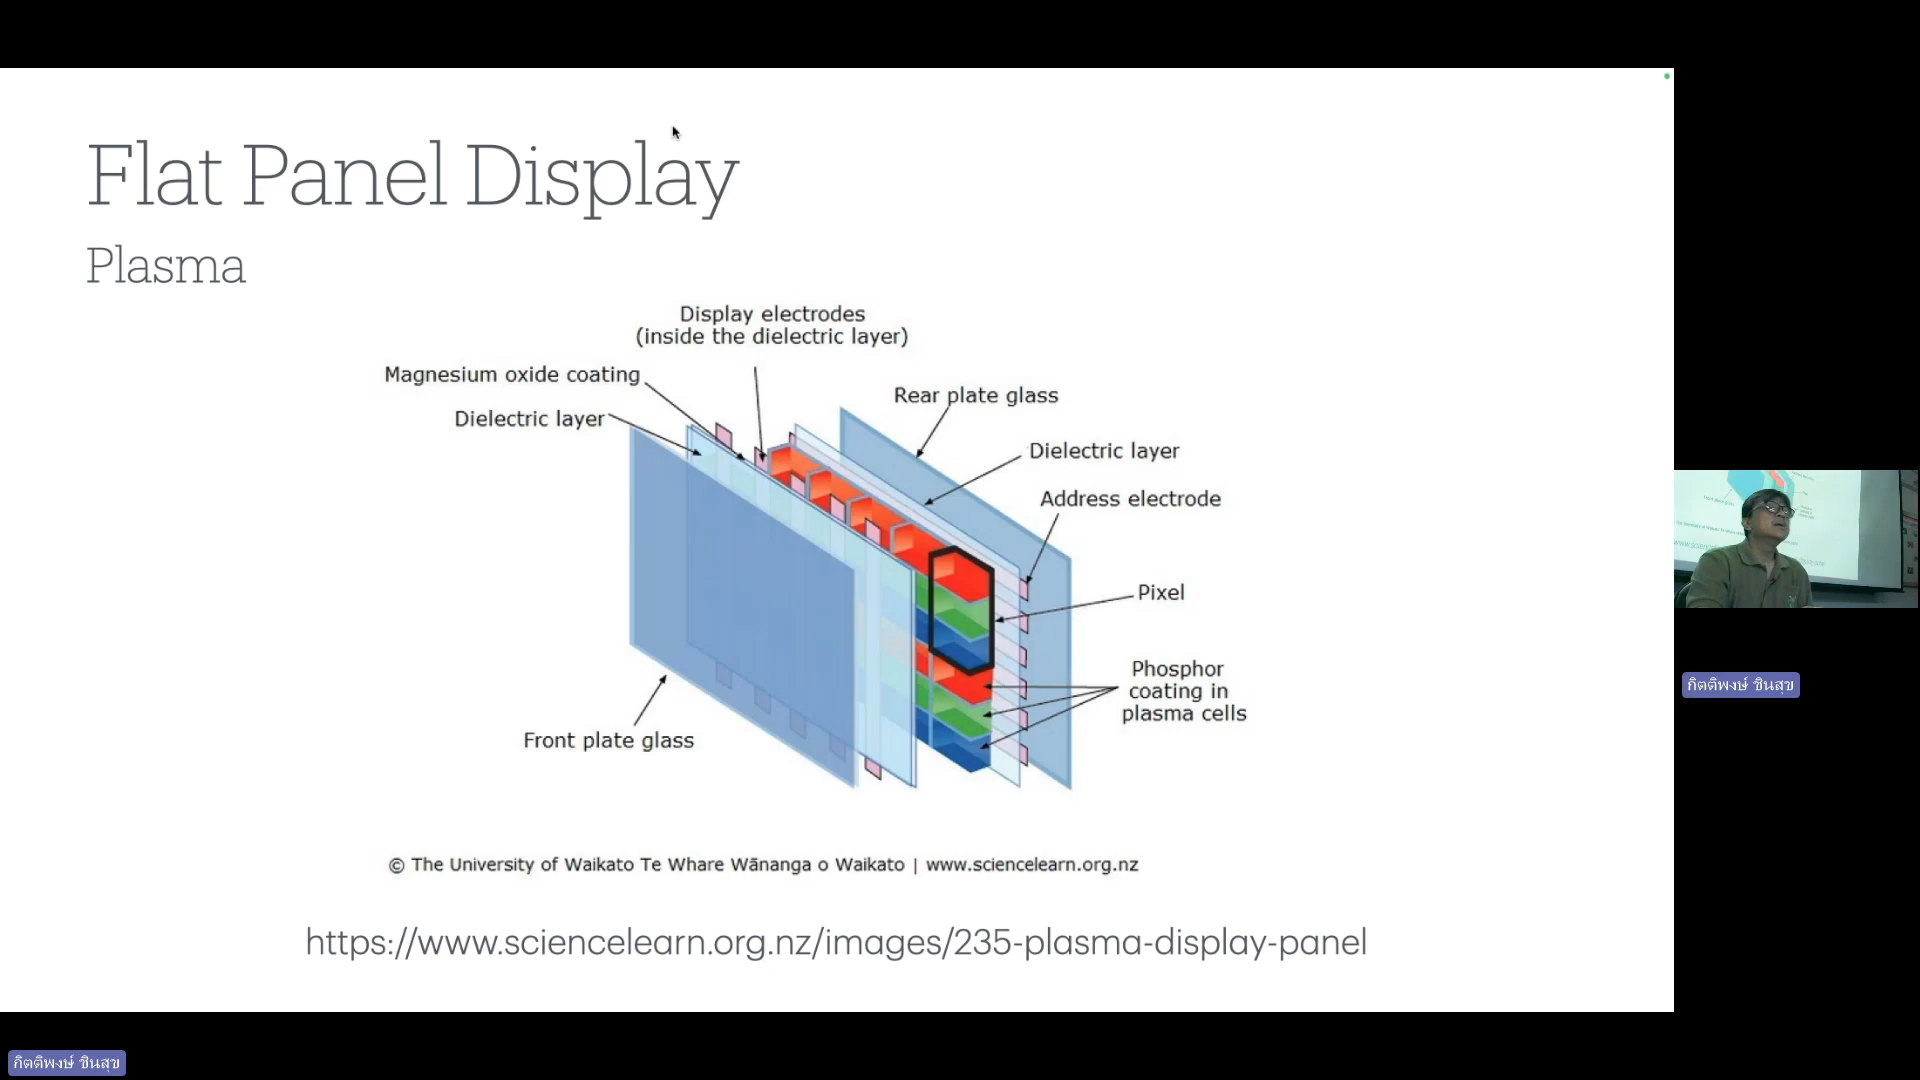 Flat Panel Display
Plasma
Display electrodes
(inside the dielectric layer)
Magnesium oxide coating
Dielectric layer
Rear plate glass
Dielectric layer
Address electrode
Pixel
Phosphor
coating in
plasma cells
Front plate glass
© The University of Waikato Te Whare Wānanga o Waikato | www.sciencelearn.org.nz
https://www.sciencelearn.org.nz/images/235-plasma-display-panel
กิตติพงษ์ ชินสุข
กิตติพงษ์ ชินสุข